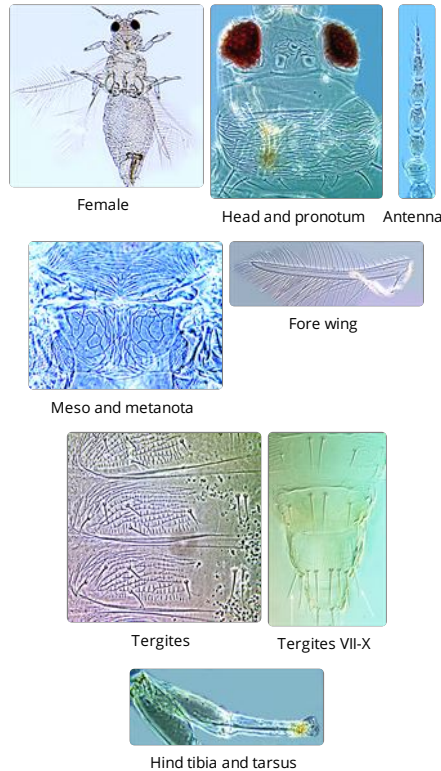 Female
Head and pronotum
Antenna
Fore wing
Meso and metanota
Tergites
Tergites VII-X
Hind tibia and tarsus